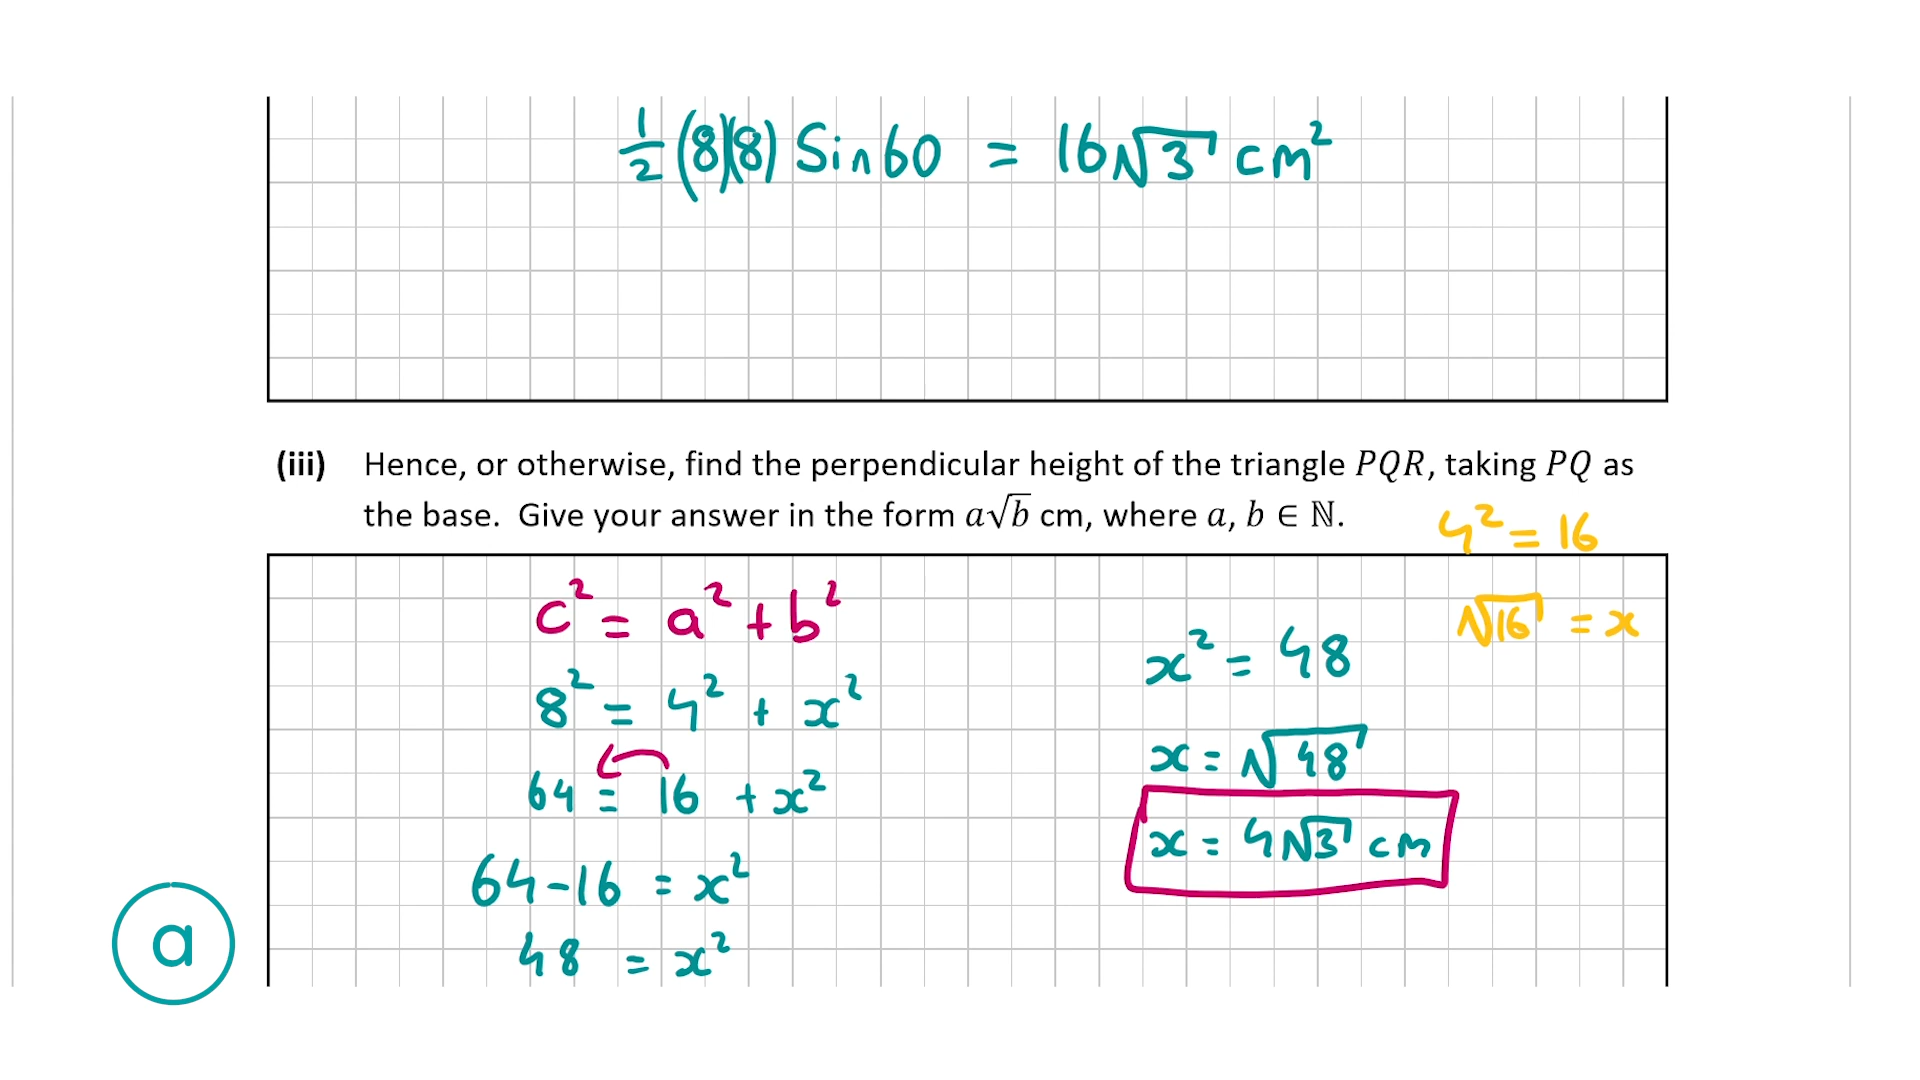 ½ (8)(8) Sin60 = 16√3 cm²
(iii) Hence, or otherwise, find the perpendicular height of the triangle PQR, taking PQ as
the base. Give your answer in the form a√b cm, where a, b ∈ ℕ.
4² = 16
√16 = x
c² = a² + b²
8² = 4² + x²
64 = 16 + x²
64-16 = x²
48 = x²
x² = 48
x = √48
x = 4√3 cm
a